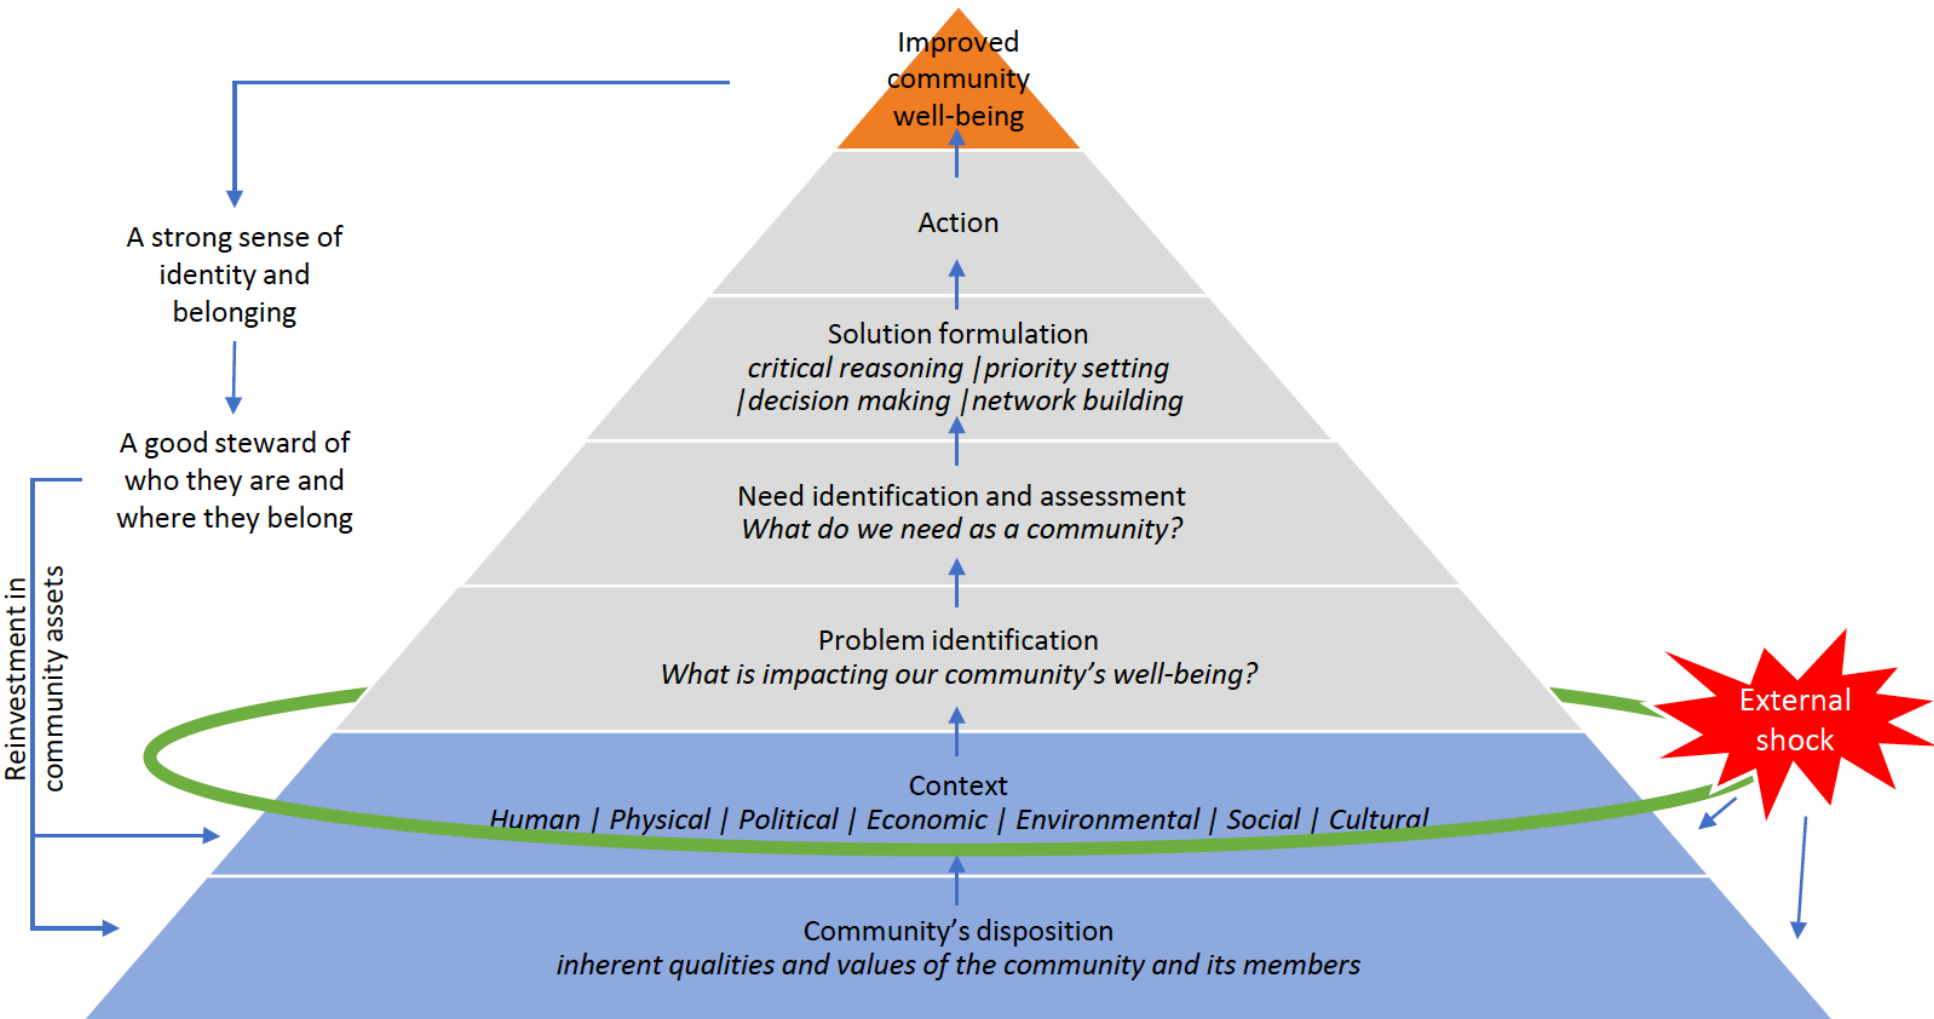 Improved
community
well-being
Action
Solution formulation
critical reasoning |priority setting
|decision making |network building
Need identification and assessment
What do we need as a community?
Problem identification
What is impacting our community’s well-being?
Context
Human | Physical | Political | Economic | Environmental | Social | Cultural
Community’s disposition
inherent qualities and values of the community and its members
A strong sense of
identity and
belonging
A good steward of
who they are and
where they belong
Reinvestment in
community assets
External
shock